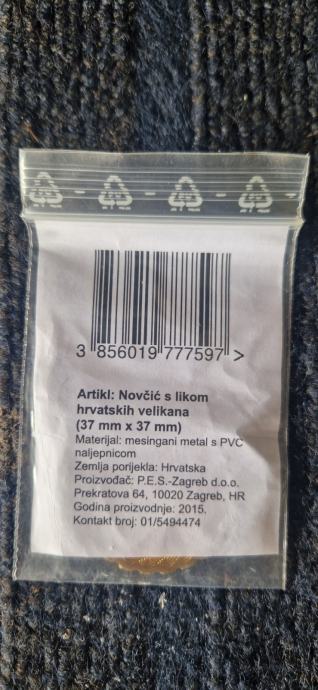 3 856019 777597 >
Artikl: Novčić s likom
hrvatskih velikana
(37 mm x 37 mm)
Materijal: mesingani metal s PVC
naljepnicom
Zemlja porijekla: Hrvatska
Proizvođač: P.E.S.-Zagreb d.o.o.
Prekratova 64, 10020 Zagreb, HR
Godina proizvodnje: 2015.
Kontakt broj: 01/5494474